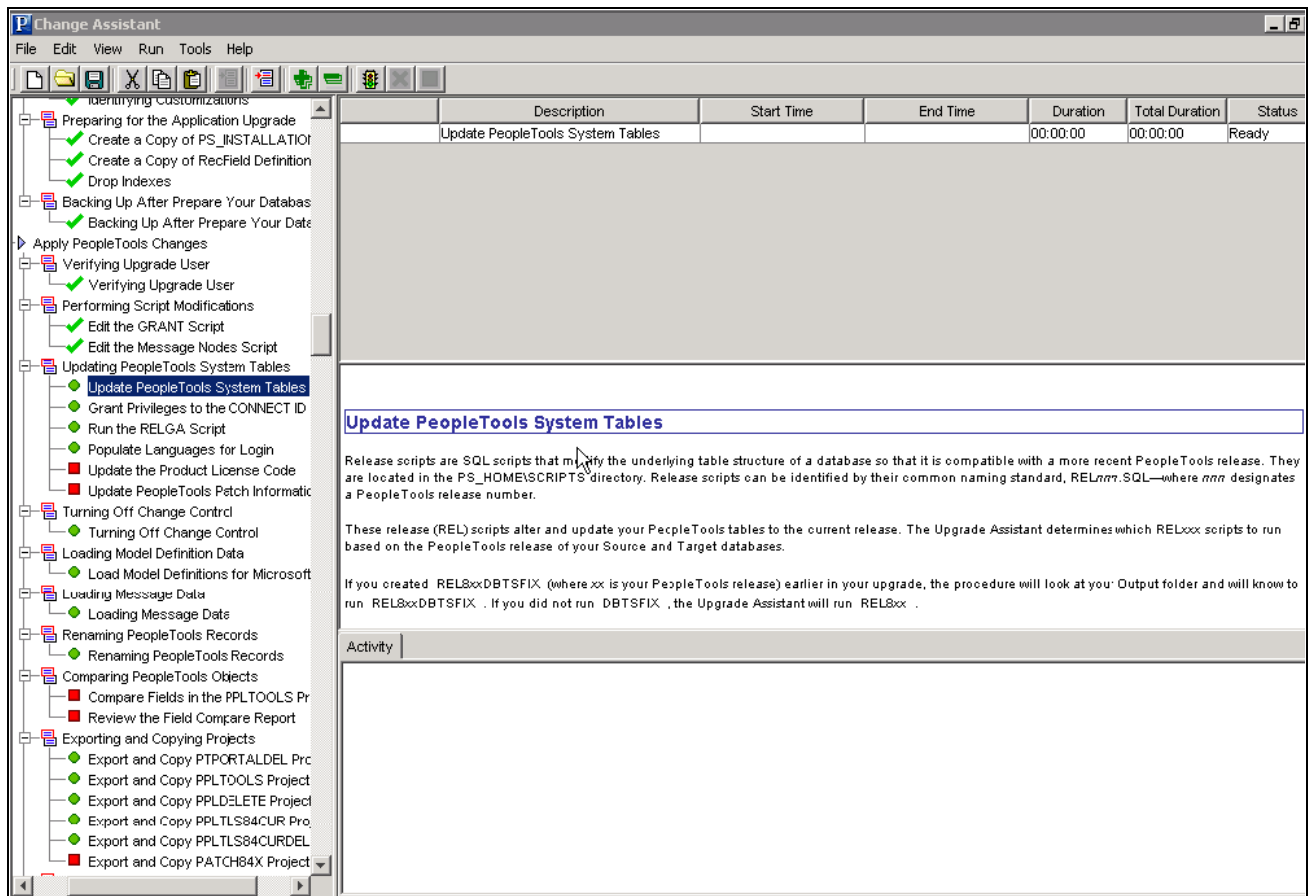 Change Assistant
File Edit View Run Tools Help
Identifying Customizations
Preparing for the Application Upgrade
Create a Copy of PS_INSTALLATION
Create a Copy of RecField Definition
Drop Indexes
Backing Up After Prepare Your Databas
Backing Up After Prepare Your Data
Apply PeopleTools Changes
Verifying Upgrade User
Verifying Upgrade User
Performing Script Modifications
Edit the GRANT Script
Edit the Message Nodes Script
Updating PeopleTools System Tables
Update PeopleTools System Tables
Grant Privileges to the CONNECT ID
Run the RELGA Script
Populate Languages for Login
Update the Product License Code
Update PeopleTools Patch Informatio
Turning Off Change Control
Turning Off Change Control
Loading Model Definition Data
Load Model Definitions for Microsoft
Loading Message Data
Loading Message Data
Renaming PeopleTools Records
Renaming PeopleTools Records
Comparing PeopleTools Objects
Compare Fields in the PPLTOOLS Pr
Review the Field Compare Report
Exporting and Copying Projects
Export and Copy PTPORTALDEL Pro
Export and Copy PPLTOOLS Project
Export and Copy PPLDELETE Project
Export and Copy PPLTLS84CUR Proj
Export and Copy PPLTLS84CURDEL
Export and Copy PATCH84X Project
Description Start Time End Time Duration Total Duration Status
Update PeopleTools System Tables 00:00:00 00:00:00 Ready
Update PeopleTools System Tables
Release scripts are SQL scripts that modify the underlying table structure of a database so that it is compatible with a more recent PeopleTools release. They
are located in the PS_HOME\SCRIPTS directory. Release scripts can be identified by their common naming standard, RELnnn.SQL—where nnn designates
a PeopleTools release number.
These release (REL) scripts alter and update your PeopleTools tables to the current release. The Upgrade Assistant determines which RELxxx scripts to run
based on the PeopleTools release of your Source and Target databases.
If you created REL8xxDBTSFIX (where xx is your PeopleTools release) earlier in your upgrade, the procedure will look at your Output folder and will know to
run REL8xxDBTSFIX . If you did not run DBTSFIX , the Upgrade Assistant will run REL8xx .
Activity